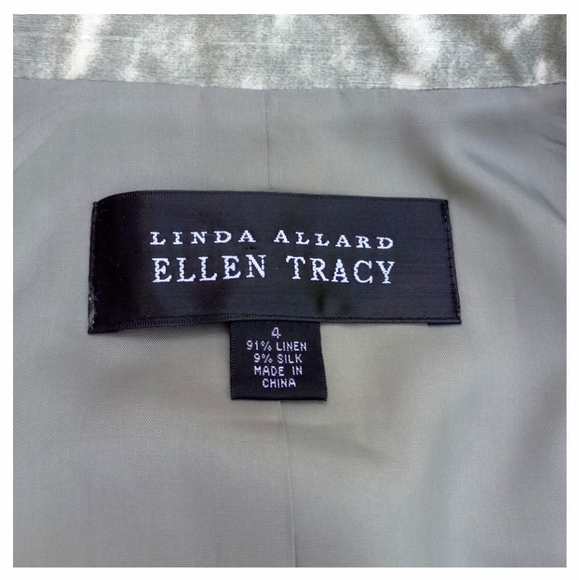 LINDA ALLARD
ELLEN TRACY
4
91% LINEN
9% SILK
MADE IN
CHINA